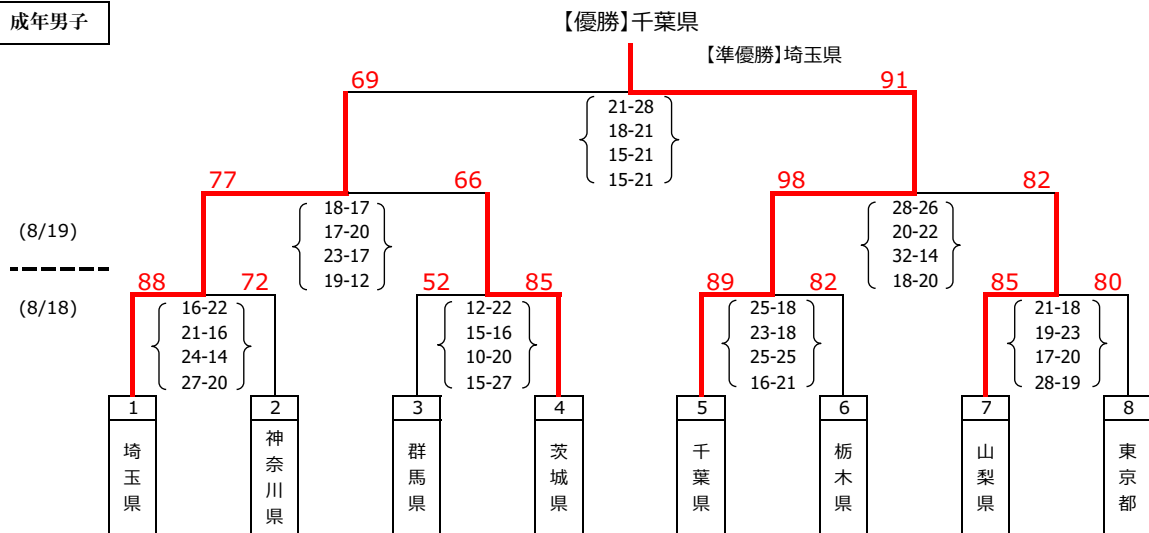 成年男子
【優勝】千葉県
【準優勝】埼玉県
69 91
21-28
18-21
15-21
15-21
77 66 98 82
18-17
17-20
23-17
19-12
28-26
20-22
32-14
18-20
(8/19)
(8/18)
88 72 52 85 89 82 85 80
16-22
21-16
24-14
27-20
12-22
15-16
10-20
15-27
25-18
23-18
25-25
16-21
21-18
19-23
17-20
28-19
1 2 3 4 5 6 7 8
埼玉県
神奈川県
群馬県
茨城県
千葉県
栃木県
山梨県
東京都